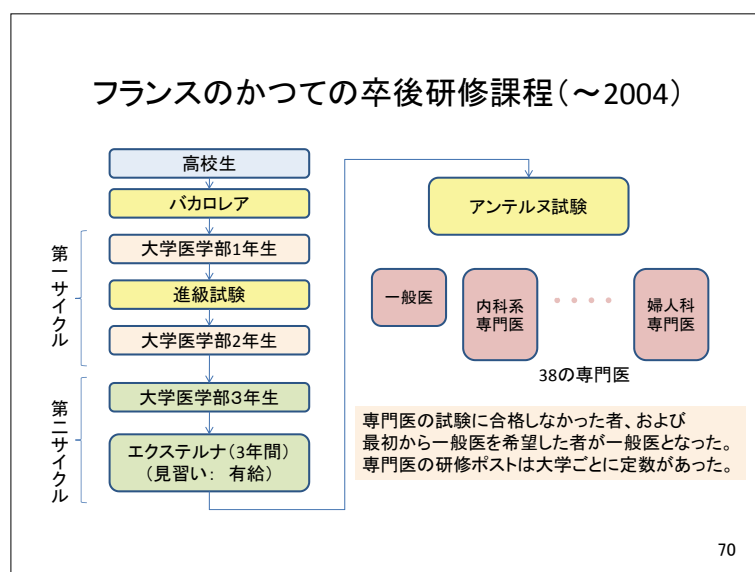 フランスのかつての卒後研修課程(～2004)
高校生
バカロレア
第一サイクル
大学医学部1年生
進級試験
大学医学部2年生
第二サイクル
大学医学部３年生
エクステルナ(3年間)
(見習い： 有給)
アンテルヌ試験
一般医
内科系
専門医
・・・・
婦人科
専門医
38の専門医
専門医の試験に合格しなかった者、および
最初から一般医を希望した者が一般医となった。
専門医の研修ポストは大学ごとに定数があった。
70